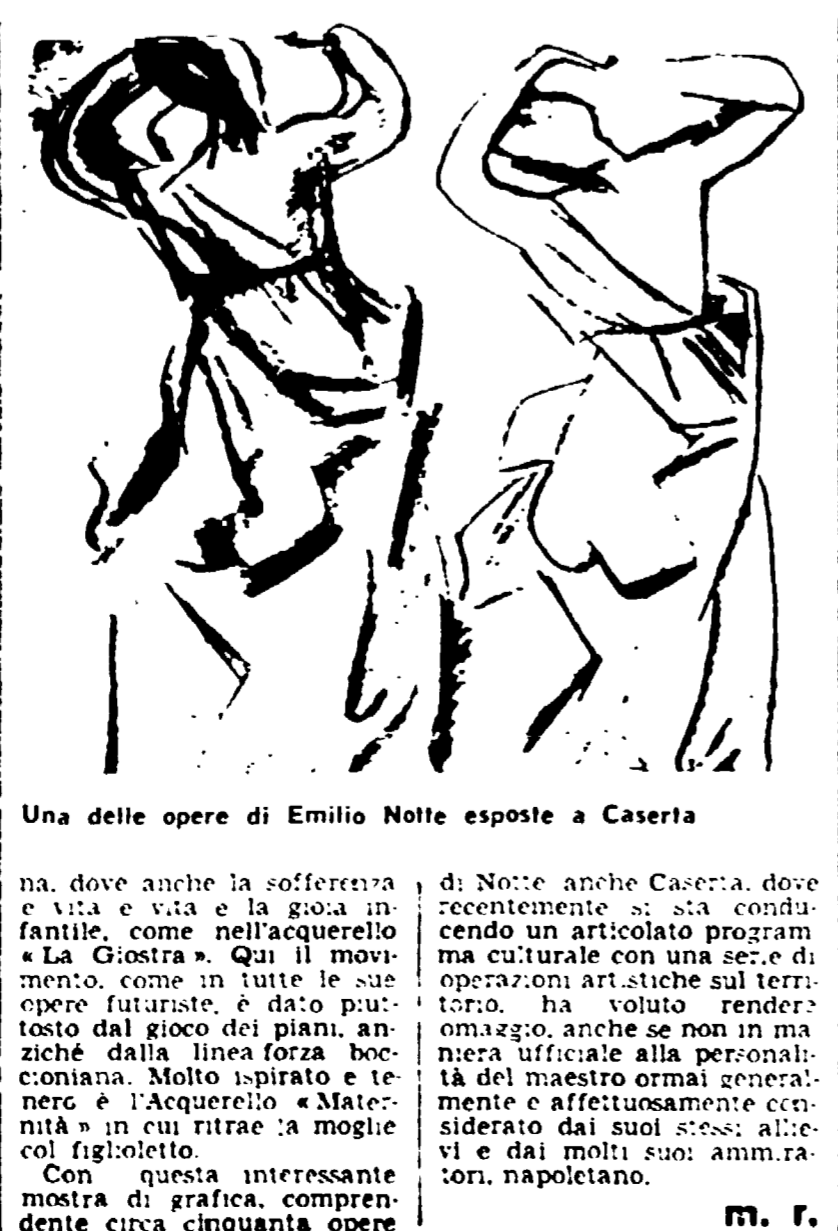 Una delle opere di Emilio Notte esposte a Caserta
na, dove anche la sofferenza
e vita e vita e la gioia in-
fantile, come nell'acquerello
« La Giostra ». Qui il movi-
mento, come in tutte le sue
opere futuriste, è dato piut-
tosto dal gioco dei piani, an-
ziché dalla linea forza boc-
cioniana. Molto ispirato e te-
nero è l'Acquerello « Mater-
nità » in cui ritrae la moglie
col figlioletto.
Con questa interessante
mostra di grafica, compren-
dente circa cinquanta opere
di Notte anche Caserta, dove
recentemente si sta condu-
cendo un articolato program
ma culturale con una serie di
operazioni artistiche sul terri-
torio, ha voluto rendere
omaggio, anche se non in ma
niera ufficiale alla personali-
tà del maestro ormai general-
mente e affettuosamente con-
siderato dai suoi stessi allie-
vi e dai molti suoi ammira-
tori, napoletano.
m. r.